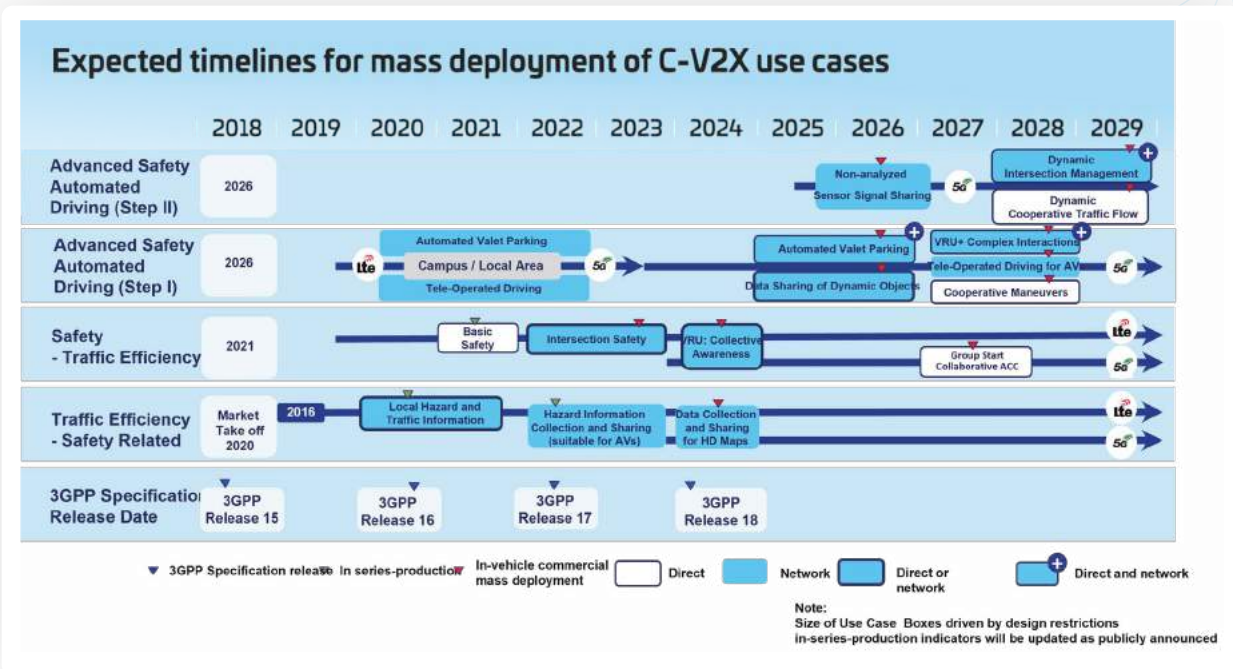 Expected timelines for mass deployment of C-V2X use cases
2018 2019 2020 2021 2022 2023 2024 2025 2026 2027 2028 2029
Advanced Safety
Automated
Driving (Step II)
2026
Non-analyzed
Sensor Signal Sharing
5G
Dynamic
Intersection Management
+
Dynamic
Cooperative Traffic Flow
Advanced Safety
Automated
Driving (Step I)
2026
lte
Automated Valet Parking
Campus / Local Area
Tele-Operated Driving
5G
Automated Valet Parking
+
Data Sharing of Dynamic Objects
VRU+ Complex Interactions
+
Tele-Operated Driving for AVs
Cooperative Maneuvers
5G
Safety
- Traffic Efficiency
2021
Basic
Safety
Intersection Safety
VRU: Collective
Awareness
Group Start
Collaborative ACC
lte
5G
Traffic Efficiency
- Safety Related
Market
Take off
2020
2016
Local Hazard and
Traffic Information
Hazard Information
Collection and Sharing
(suitable for AVs)
Data Collection
and Sharing
for HD Maps
lte
5G
3GPP Specification
Release Date
3GPP
Release 15
3GPP
Release 16
3GPP
Release 17
3GPP
Release 18
3GPP Specification release
In series-production
In-vehicle commercial
mass deployment
Direct
Network
Direct or
network
+
Direct and network
Note:
Size of Use Case Boxes driven by design restrictions
in-series-production indicators will be updated as publicly announced